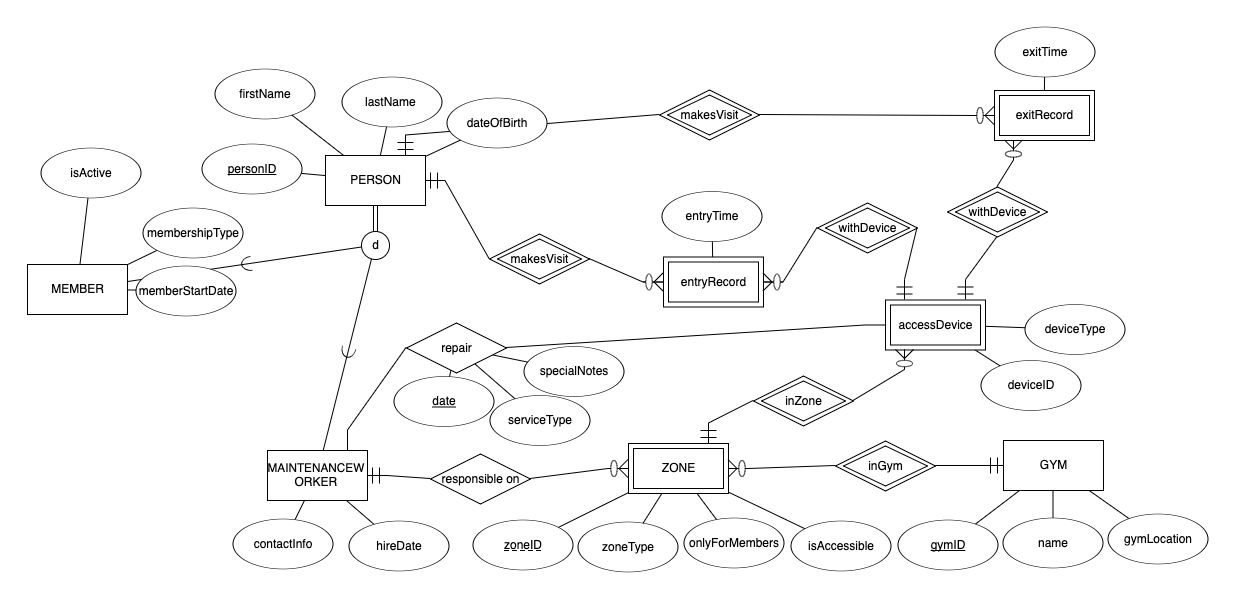 exitTime
firstName
lastName
dateOfBirth
makesVisit
exitRecord
isActive
personID
PERSON
membershipType
entryTime
withDevice
withDevice
d
makesVisit
MEMBER
memberStartDate
entryRecord
accessDevice
deviceType
repair
specialNotes
deviceID
date
serviceType
inZone
MAINTENANCEW
ORKER
responsible on
ZONE
inGym
GYM
contactInfo
hireDate
zoneID
zoneType
onlyForMembers
isAccessible
gymID
name
gymLocation